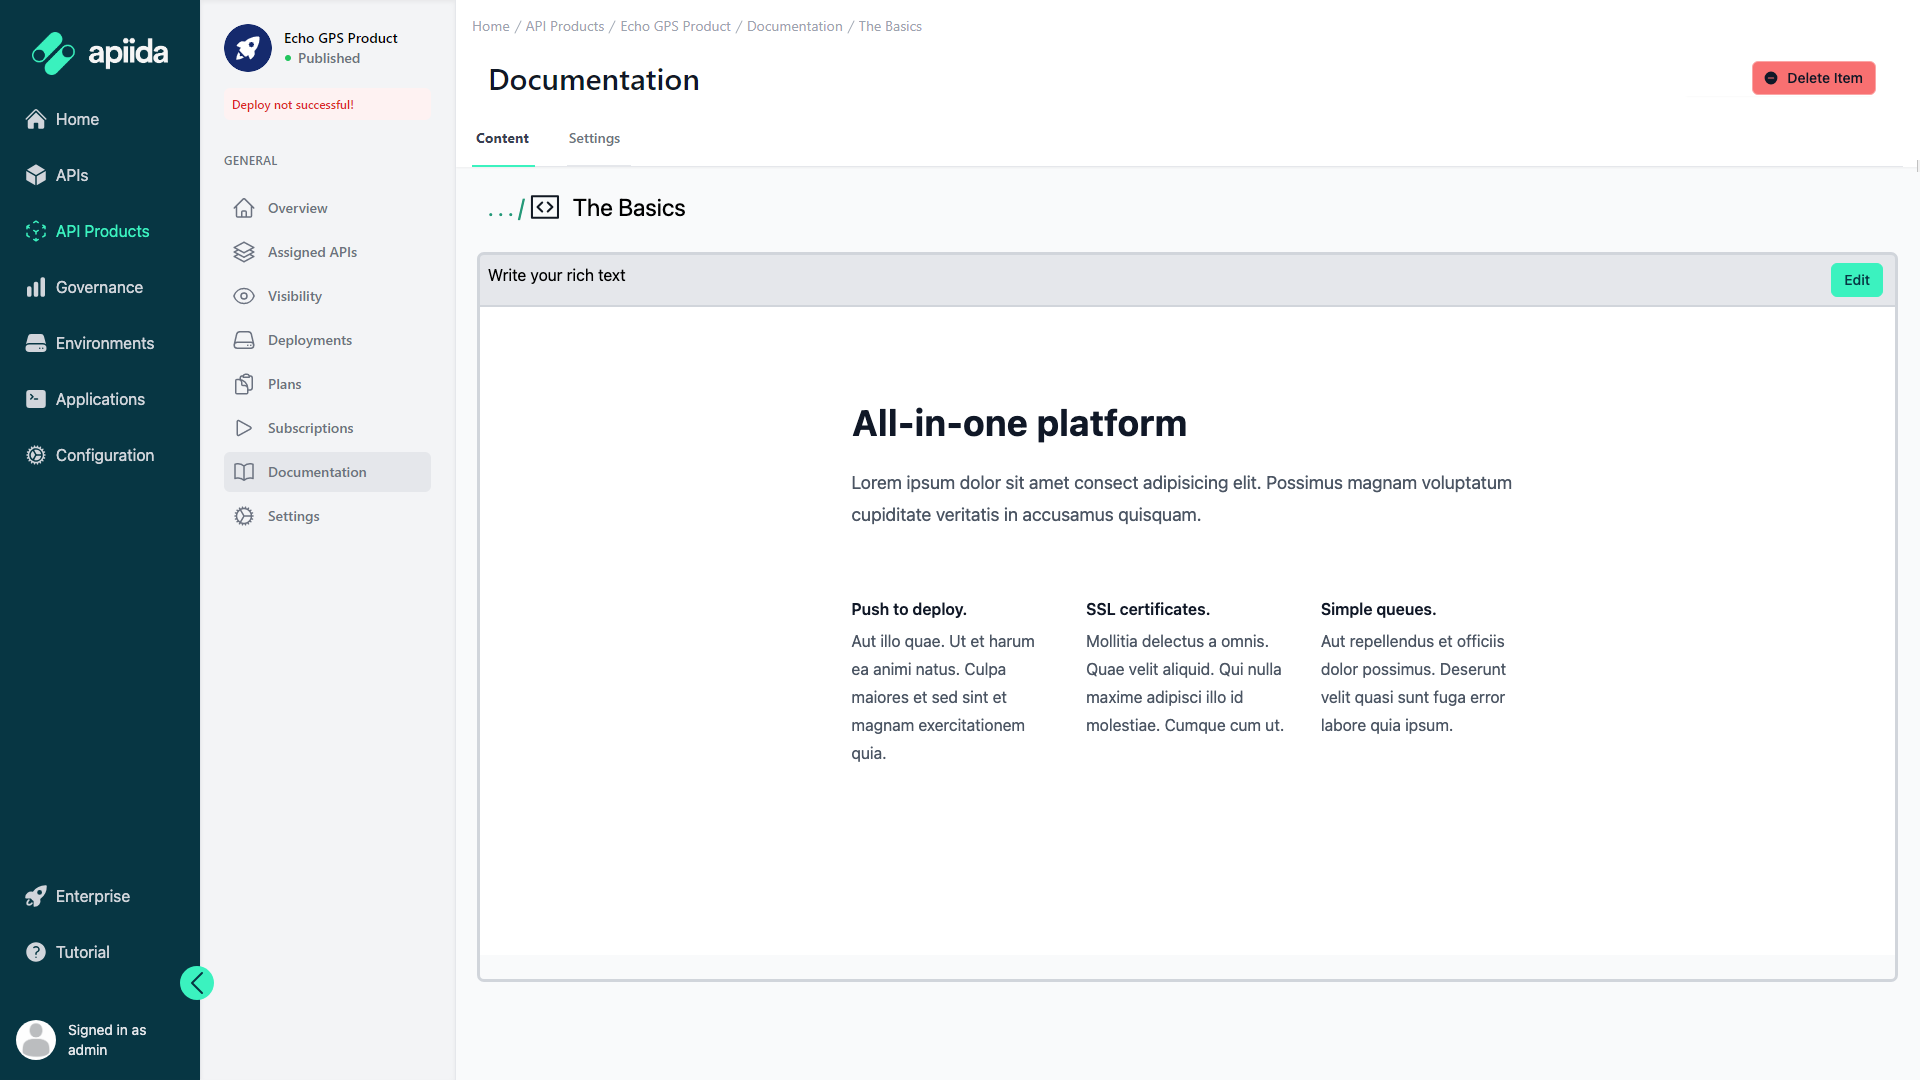 apiida
Home
APIs
API Products
Governance
Environments
Applications
Configuration
Enterprise
Tutorial
Signed in as
admin
Echo GPS Product
Published
Deploy not successful!
GENERAL
Overview
Assigned APIs
Visibility
Deployments
Plans
Subscriptions
Documentation
Settings
Home / API Products / Echo GPS Product / Documentation / The Basics
Documentation
Delete Item
Content
Settings
.../ The Basics
Write your rich text
Edit
All-in-one platform
Lorem ipsum dolor sit amet consect adipisicing elit. Possimus magnam voluptatum
cupiditate veritatis in accusamus quisquam.
Push to deploy.
Aut illo quae. Ut et harum
ea animi natus. Culpa
maiores et sed sint et
magnam exercitationem
quia.
SSL certificates.
Mollitia delectus a omnis.
Quae velit aliquid. Qui nulla
maxime adipisci illo id
molestiae. Cumque cum ut.
Simple queues.
Aut repellendus et officiis
dolor possimus. Deserunt
velit quasi sunt fuga error
labore quia ipsum.